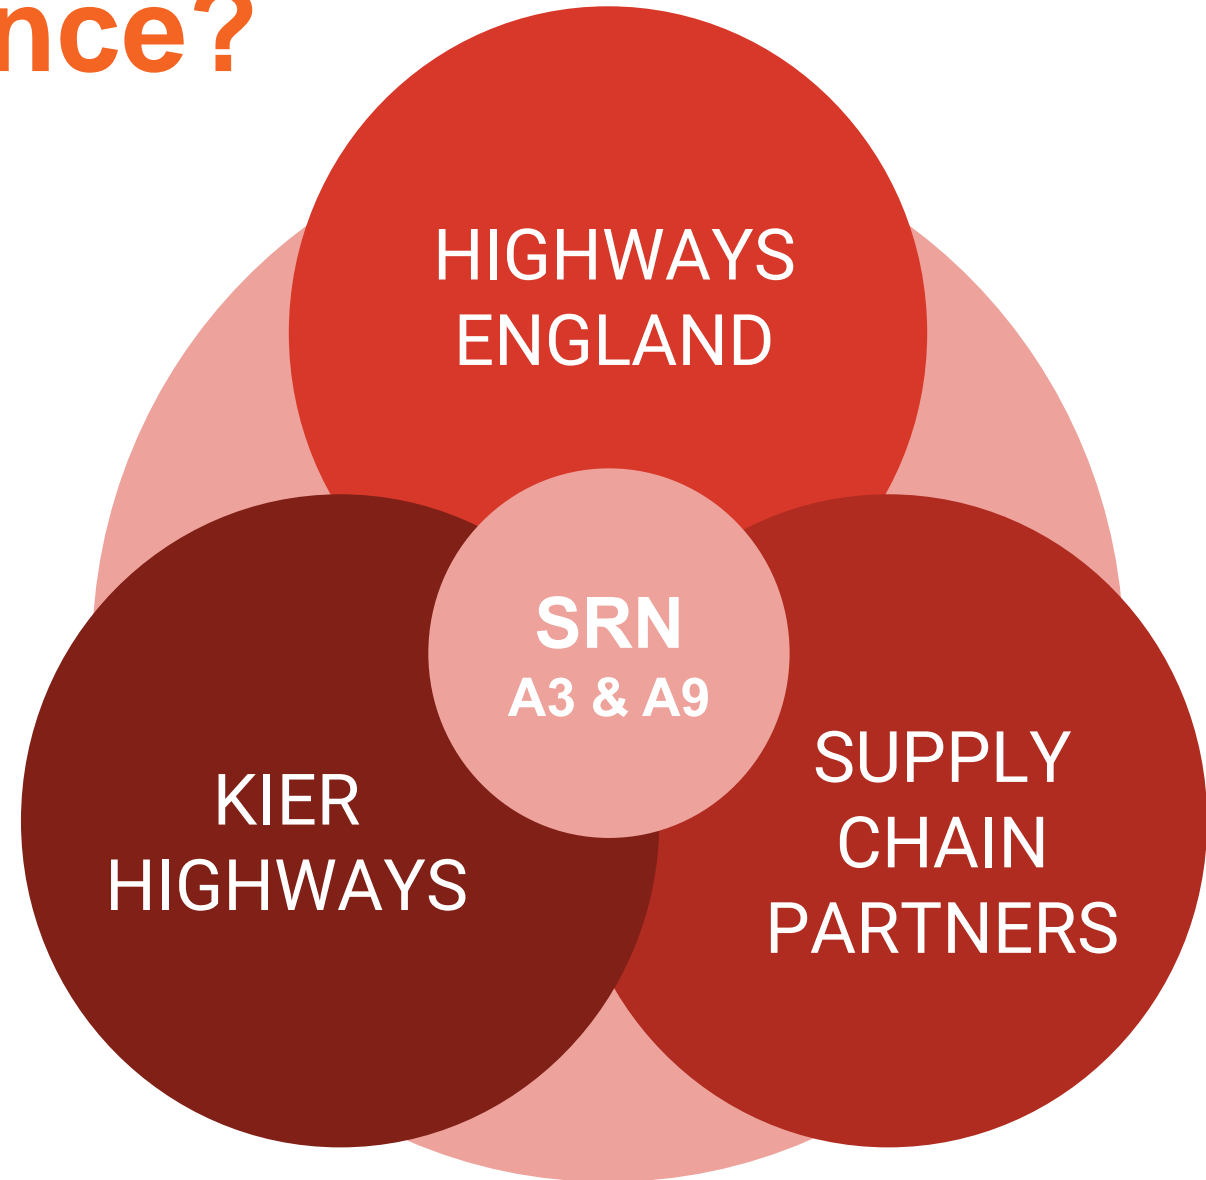 nce?
HIGHWAYS
ENGLAND
SRN
A3 & A9
KIER
HIGHWAYS
SUPPLY
CHAIN
PARTNERS